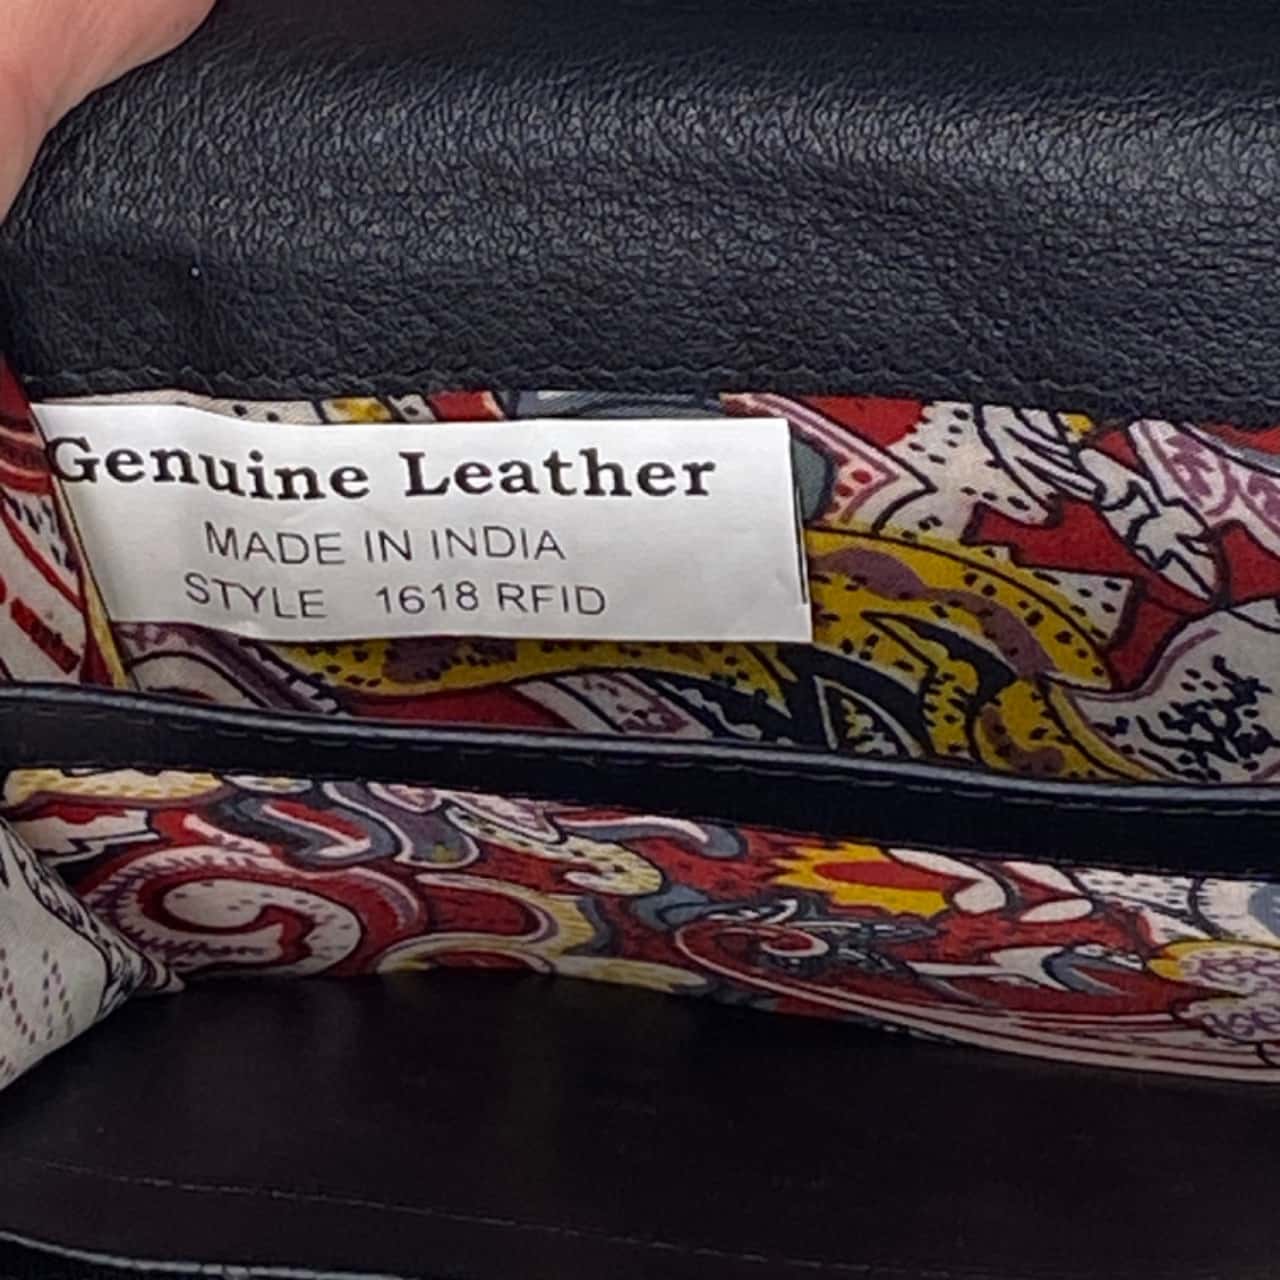 Genuine Leather
MADE IN INDIA
STYLE 1618 RFID